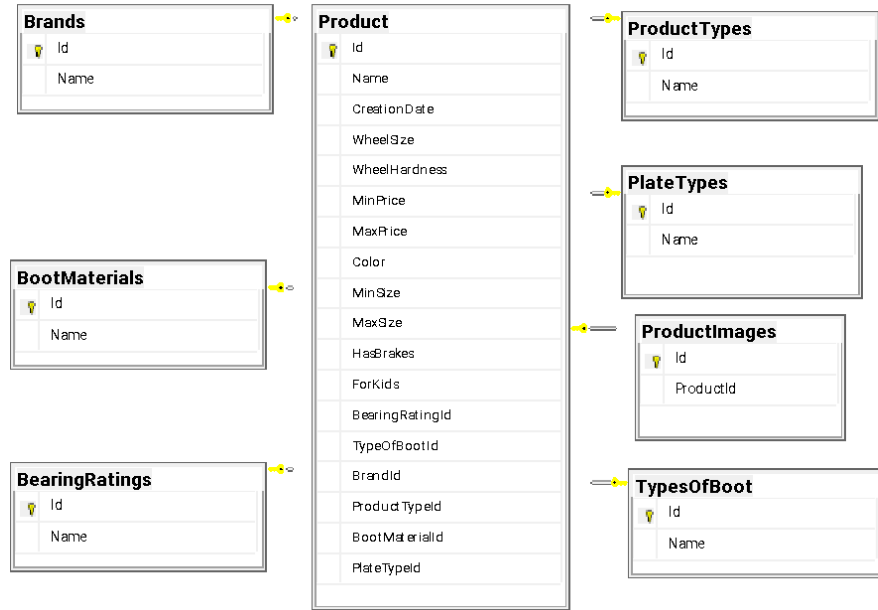 Brands
Id
Name
BootMaterials
Id
Name
BearingRatings
Id
Name
Product
Id
Name
CreationDate
WheelSize
WheelHardness
MinPrice
MaxPrice
Color
MinSize
MaxSize
HasBrakes
ForKids
BearingRatingId
TypeOfBootId
BrandId
ProductTypeId
BootMaterialId
PlateTypeId
ProductTypes
Id
Name
PlateTypes
Id
Name
ProductImages
Id
ProductId
TypesOfBoot
Id
Name